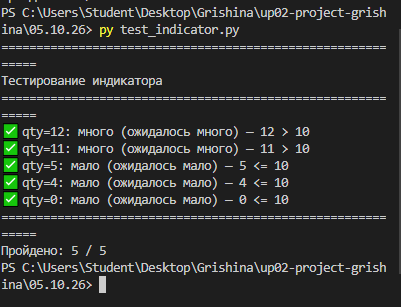 PS C:\Users\Student\Desktop\Grishina\up02-project-grish
ina\05.10.26> py test_indicator.py
=======================================================
=====
Тестирование индикатора
=======================================================
=====
✅ qty=12: много (ожидалось много) — 12 > 10
✅ qty=11: много (ожидалось много) — 11 > 10
✅ qty=5: мало (ожидалось мало) — 5 <= 10
✅ qty=4: мало (ожидалось мало) — 4 <= 10
✅ qty=0: мало (ожидалось мало) — 0 <= 10
=======================================================
=====
Пройдено: 5 / 5
PS C:\Users\Student\Desktop\Grishina\up02-project-grish
ina\05.10.26>